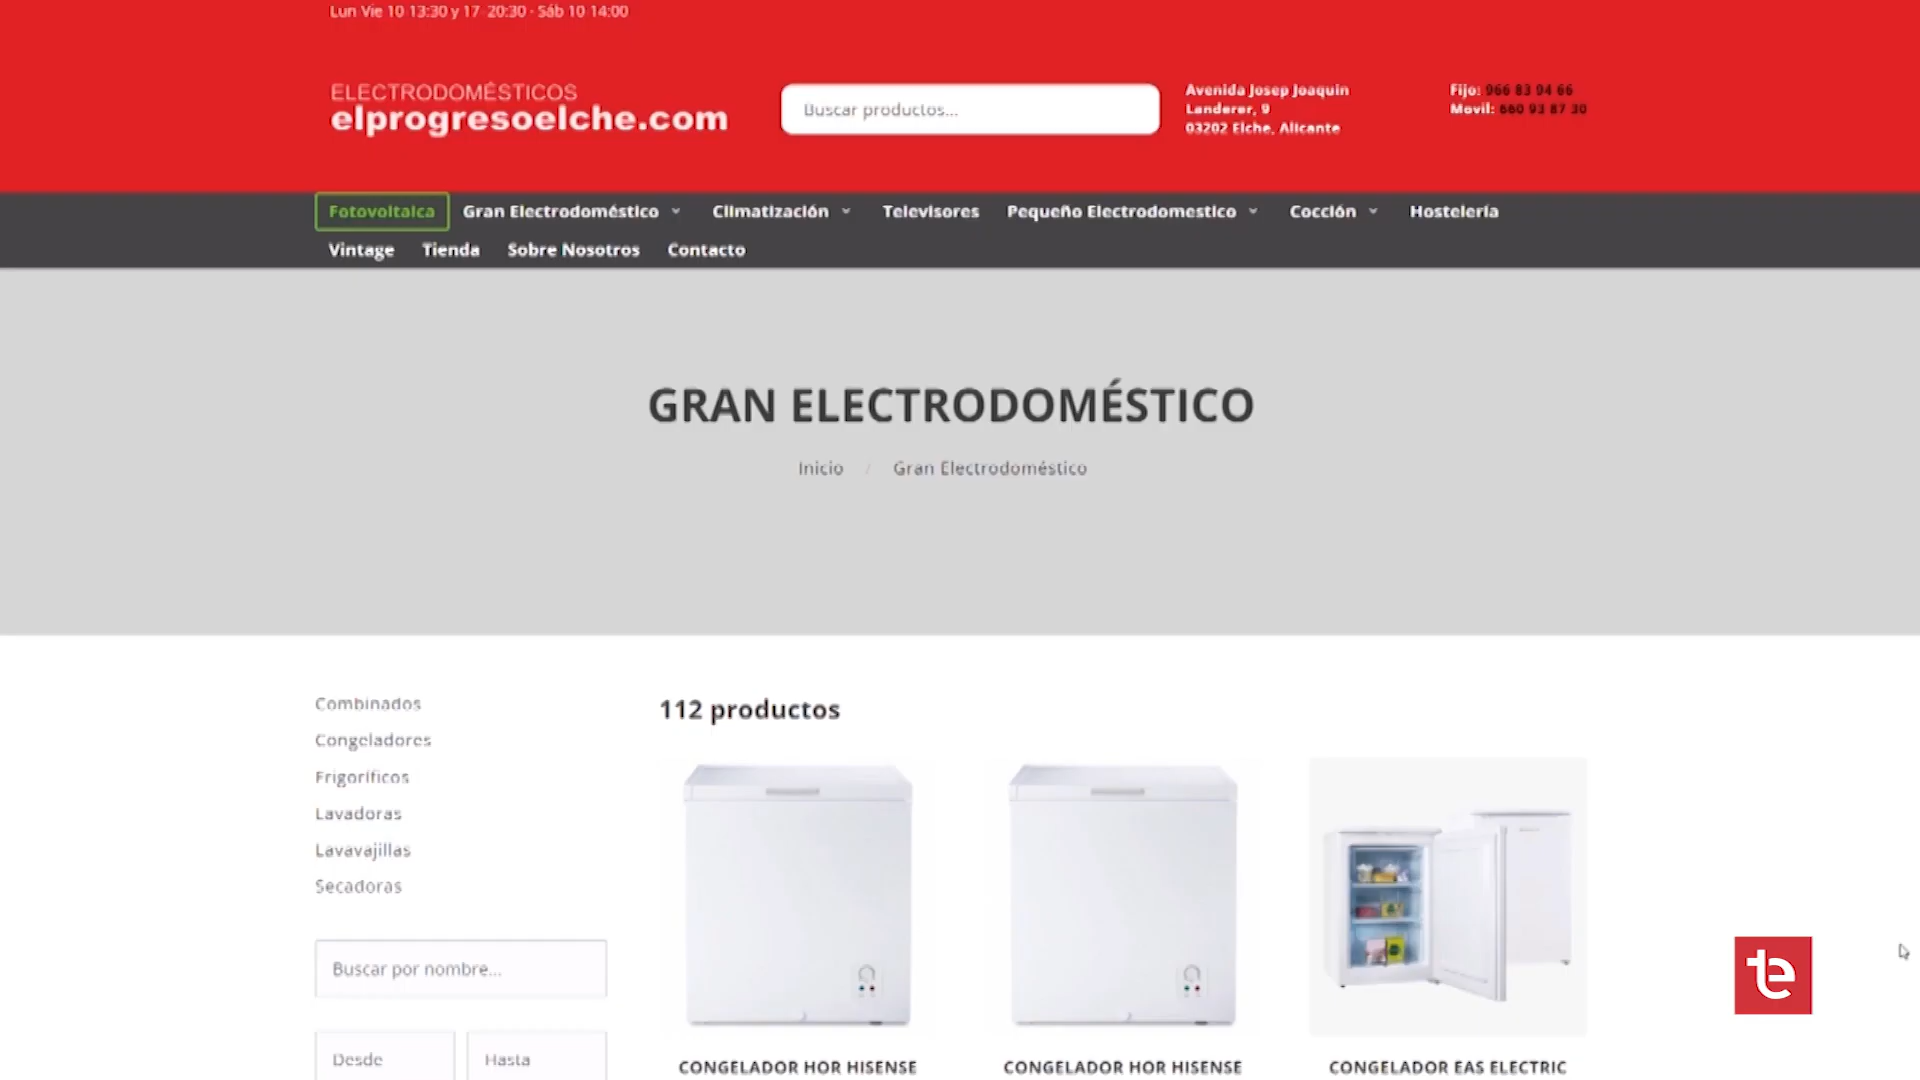 Lun Vie 10 13:30 y 17 20:30 - Sáb 10 14:00
ELECTRODOMÉSTICOS
elprogresoelche.com
Buscar productos...
Avenida Josep Joaquin
Landerer, 9
03202 Elche, Alicante
Fijo: 966 83 94 66
Movil: 660 93 87 30
Fotovoltaica Gran Electrodoméstico Climatización Televisores Pequeño Electrodomestico Cocción Hostelería
Vintage Tienda Sobre Nosotros Contacto
GRAN ELECTRODOMÉSTICO
Inicio / Gran Electrodoméstico
Combinados
Congeladores
Frigoríficos
Lavadoras
Lavavajillas
Secadoras
Buscar por nombre...
Desde Hasta
112 productos
CONGELADOR HOR HISENSE
CONGELADOR HOR HISENSE
CONGELADOR EAS ELECTRIC
te